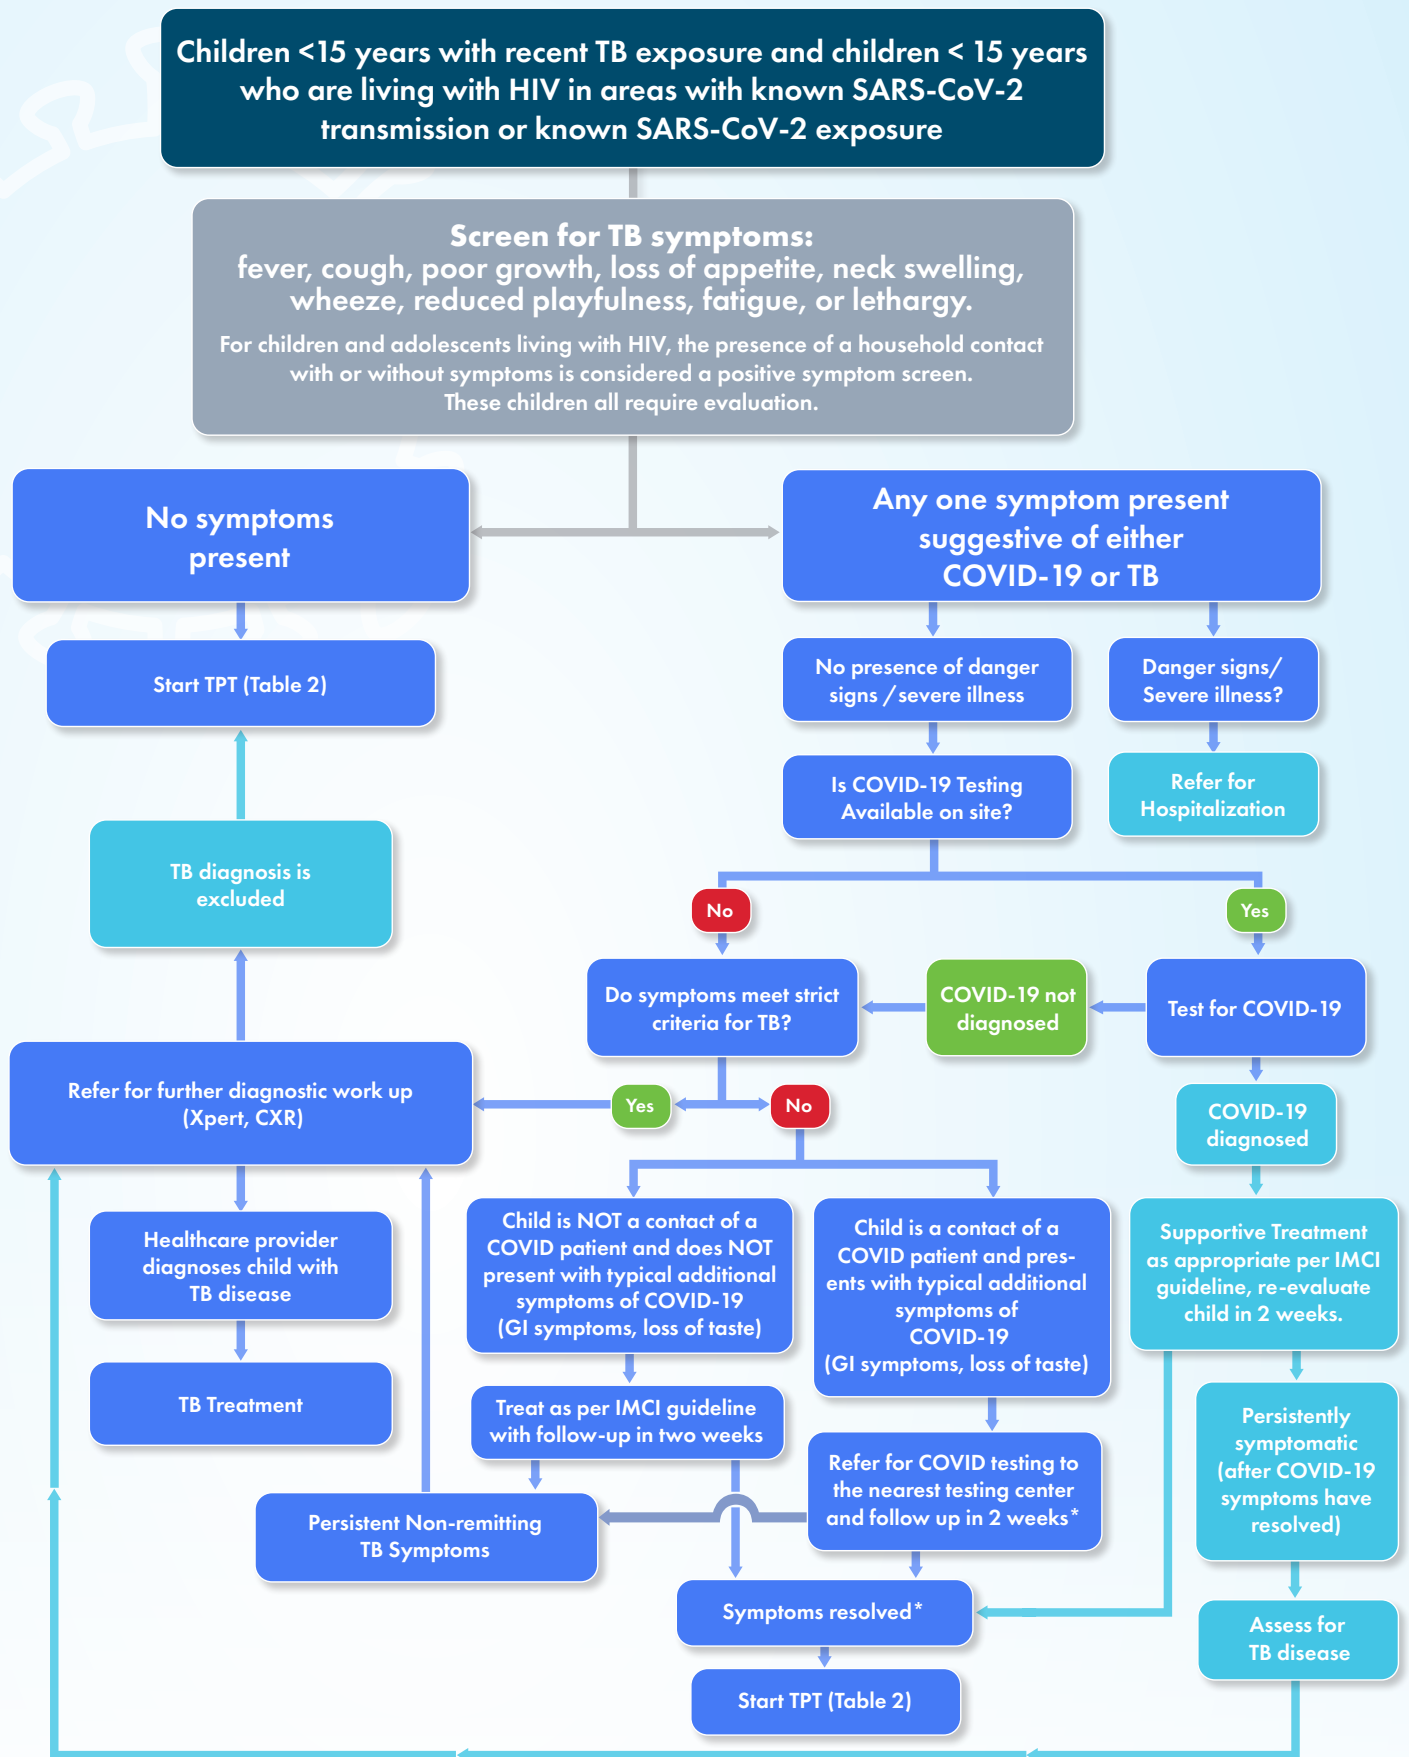 Children <15 years with recent TB exposure and children < 15 years
who are living with HIV in areas with known SARS-CoV-2
transmission or known SARS-CoV-2 exposure
Screen for TB symptoms:
fever, cough, poor growth, loss of appetite, neck swelling,
wheeze, reduced playfulness, fatigue, or lethargy.
For children and adolescents living with HIV, the presence of a household contact
with or without symptoms is considered a positive symptom screen.
These children all require evaluation.
No symptoms
present
Any one symptom present
suggestive of either
COVID-19 or TB
Start TPT (Table 2)
No presence of danger
signs /severe illness
Danger signs/
Severe illness?
Is COVID-19 Testing
Available on site?
Refer for
Hospitalization
TB diagnosis is
excluded
No
Yes
Do symptoms meet strict
criteria for TB?
COVID-19 not
diagnosed
Test for COVID-19
Refer for further diagnostic work up
(Xpert, CXR)
Yes
No
COVID-19
diagnosed
Healthcare provider
diagnoses child with
TB disease
Child is NOT a contact of a
COVID patient and does NOT
present with typical additional
symptoms of COVID-19
(GI symptoms, loss of taste)
Child is a contact of a
COVID patient and pres-
ents with typical additional
symptoms of
COVID-19
(GI symptoms, loss of taste)
Supportive Treatment
as appropriate per IMCI
guideline, re-evaluate
child in 2 weeks.
TB Treatment
Treat as per IMCI guideline
with follow-up in two weeks
Persistently
symptomatic
(after COVID-19
symptoms have
resolved)
Refer for COVID testing to
the nearest testing center
and follow up in 2 weeks*
Persistent Non-remitting
TB Symptoms
Symptoms resolved*
Assess for
TB disease
Start TPT (Table 2)